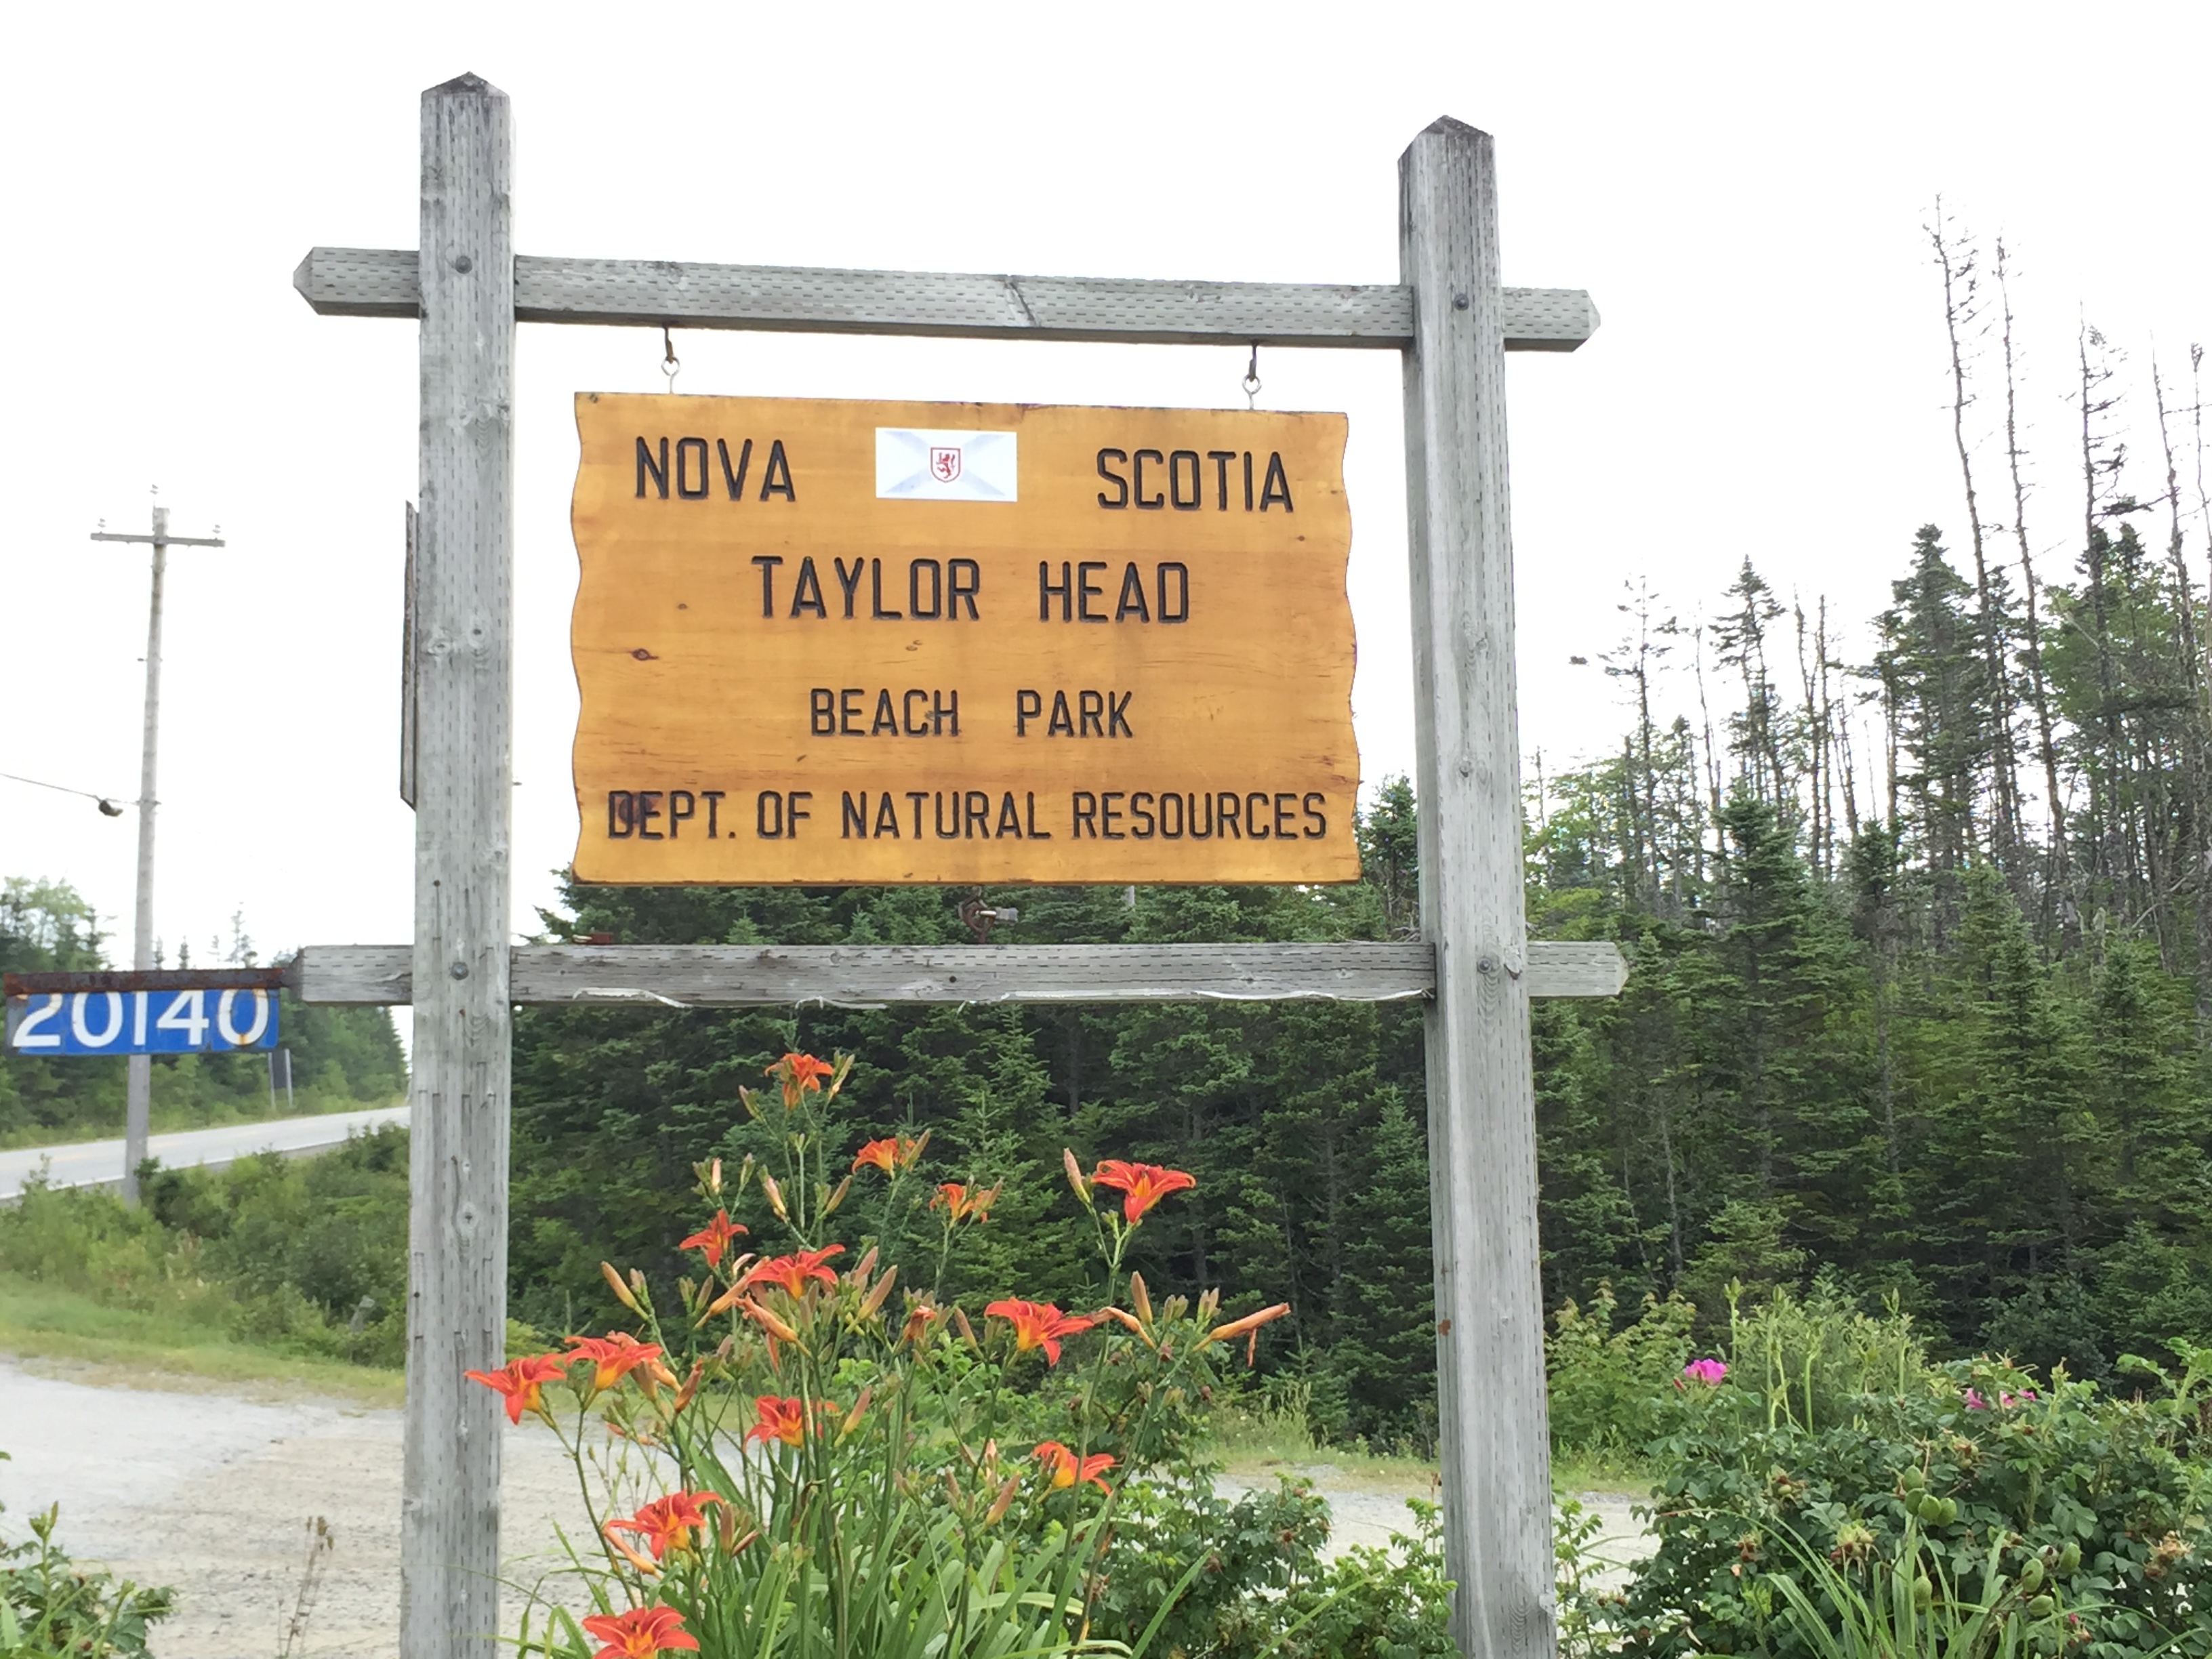 NOVA SCOTIA
TAYLOR HEAD
BEACH PARK
DEPT. OF NATURAL RESOURCES
20140